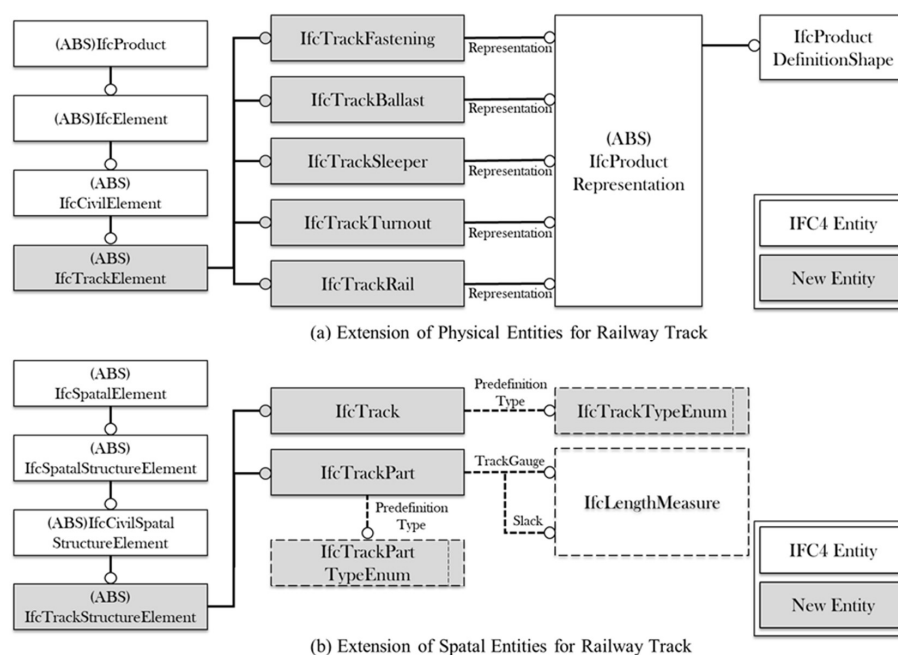 (ABS)IfcProduct
(ABS)IfcElement
(ABS)
IfcCivilElement
(ABS)
IfcTrackElement
IfcTrackFastening
Representation
IfcTrackBallast
Representation
IfcTrackSleeper
Representation
IfcTrackTurnout
Representation
IfcTrackRail
Representation
(ABS)
IfcProduct
Representation
IfcProduct
DefinitionShape
IFC4 Entity
New Entity
(a) Extension of Physical Entities for Railway Track
(ABS)
IfcSpatialElement
(ABS)
IfcSpatalStructureElement
(ABS)IfcCivilSpatal
StructureElement
(ABS)
IfcTrackStructureElement
IfcTrack
Predefinition
Type
IfcTrackTypeEnum
IfcTrackPart
TrackGauge
Slack
IfcLengthMeasure
Predefinition
Type
IfcTrackPart
TypeEnum
IFC4 Entity
New Entity
(b) Extension of Spatal Entities for Railway Track